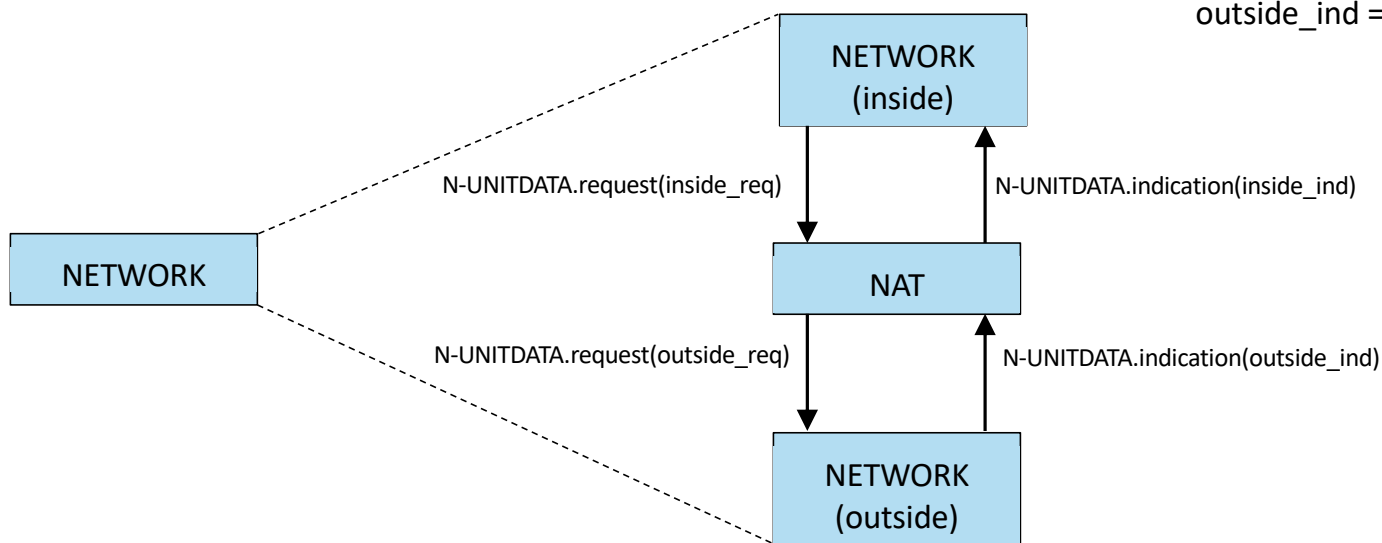 outside_ind =
NETWORK
(inside)
N-UNITDATA.request(inside_req)
N-UNITDATA.indication(inside_ind)
NETWORK
NAT
N-UNITDATA.request(outside_req)
N-UNITDATA.indication(outside_ind)
NETWORK
(outside)